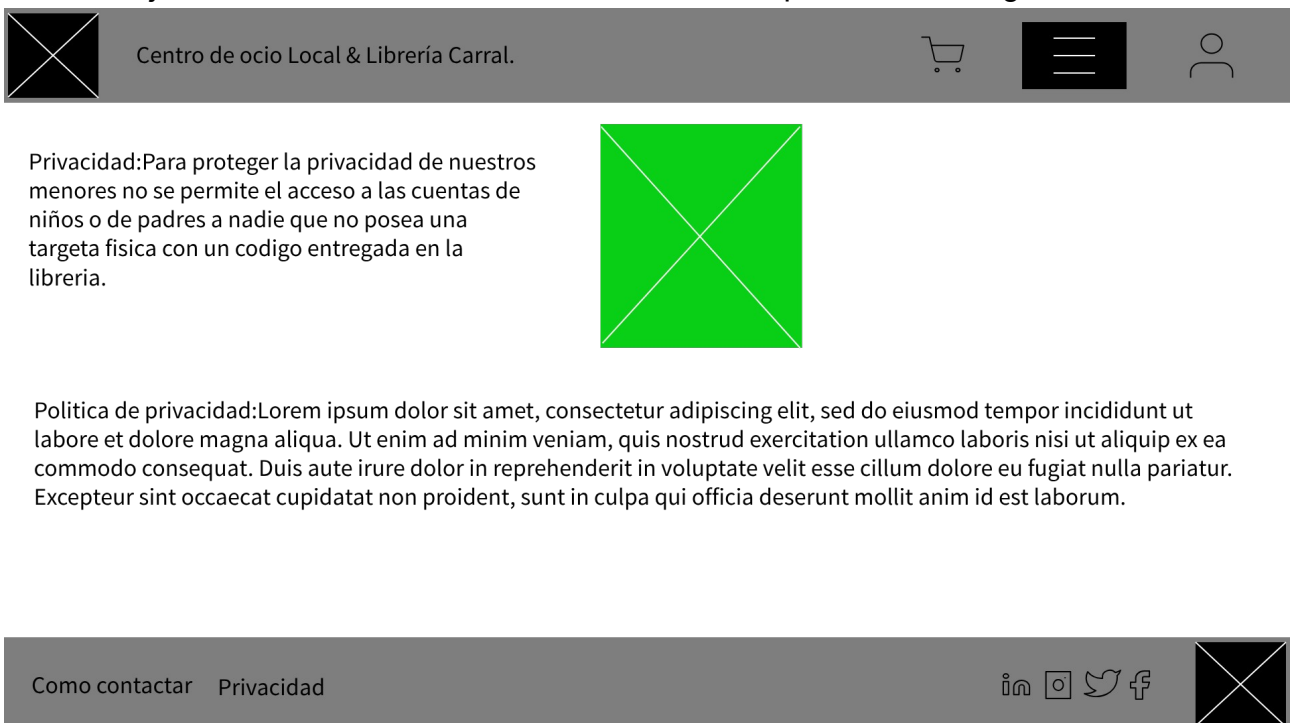 Centro de ocio Local & Librería Carral.
Privacidad:Para proteger la privacidad de nuestros
menores no se permite el acceso a las cuentas de
niños o de padres a nadie que no posea una
targeta fisica con un codigo entregada en la
libreria.
Politica de privacidad:Lorem ipsum dolor sit amet, consectetur adipiscing elit, sed do eiusmod tempor incididunt ut
labore et dolore magna aliqua. Ut enim ad minim veniam, quis nostrud exercitation ullamco laboris nisi ut aliquip ex ea
commodo consequat. Duis aute irure dolor in reprehenderit in voluptate velit esse cillum dolore eu fugiat nulla pariatur.
Excepteur sint occaecat cupidatat non proident, sunt in culpa qui officia deserunt mollit anim id est laborum.
Como contactar Privacidad